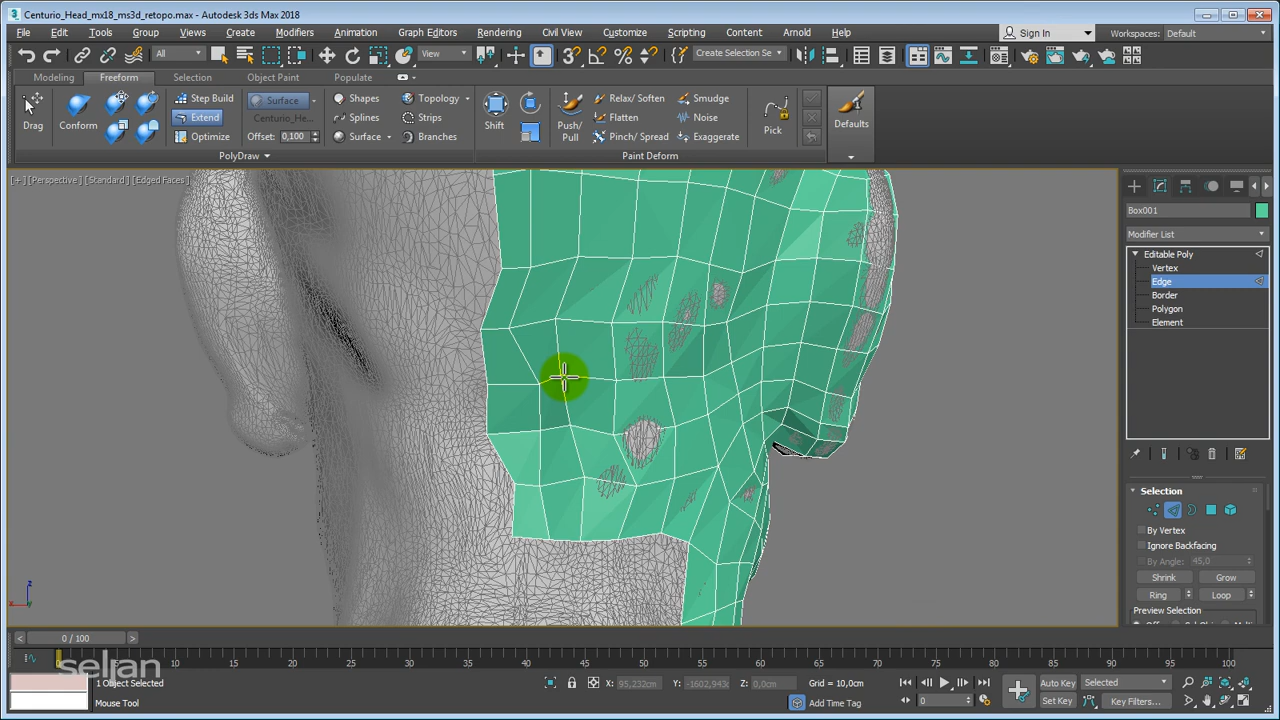 Centurio_Head_mx18_ms3d_retopo.max - Autodesk 3ds Max 2018
File Edit Tools Group Views Create Modifiers Animation Graph Editors Rendering Civil View Customize Scripting Content Arnold Help Sign In Workspaces: Default
All View Create Selection Se
Modeling Freeform Selection Object Paint Populate
Drag Conform Step Build Surface Shapes Topology Shift Push/ Pull Relax/ Soften Smudge Pick Defaults
Extend Centurio_He... Splines Strips Flatten Noise
Optimize Offset: 0,100 Surface Branches Pinch/ Spread Exaggerate
PolyDraw Paint Deform
[+] [Perspective] [Standard] [Edged Faces]
Box001
Modifier List
Editable Poly
Vertex
Edge
Border
Polygon
Element
Selection
By Vertex
Ignore Backfacing
By Angle: 45,0
Shrink Grow
Ring Loop
Preview Selection
z
0 / 100
0 5 10 15 20 25 30 35 40 45 50 55 60 65 70 75 80 85 90 95 100
selian
1 Object Selected X: 95,232cm Y: -1602,943c Z: 0,0cm Grid = 10,0cm Auto Key Selected
Mouse Tool Add Time Tag 0 Set Key Key Filters...